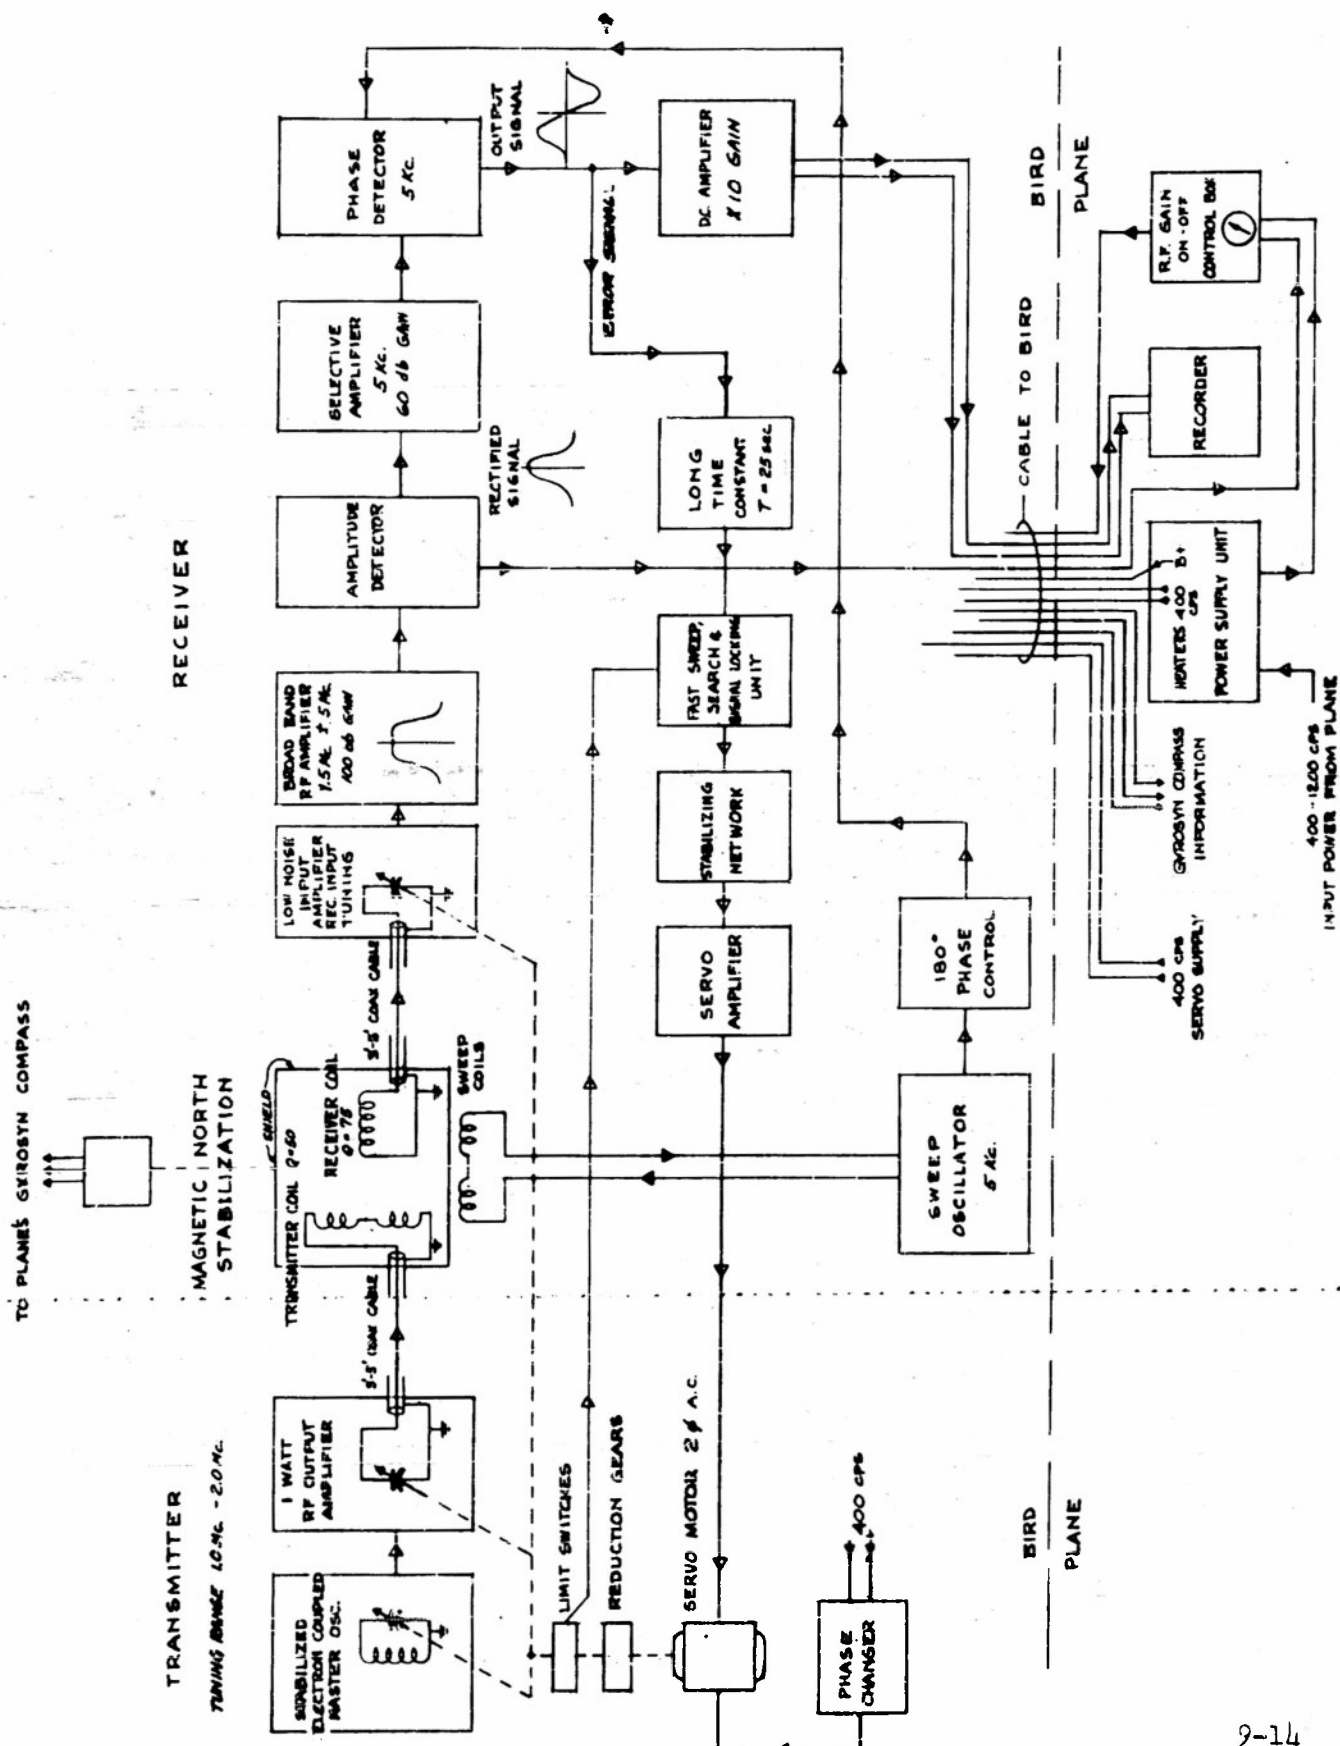 TO PLANE'S GYROSYN COMPASS
TRANSMITTER
TUNING RANGE 1.0 Mc. - 2.0 Mc.
MAGNETIC NORTH
STABILIZATION
RECEIVER
STABILIZED
ELECTRON COUPLED
MASTER OSC.
1 WATT
RF OUTPUT
AMPLIFIER
3'-5' COAX CABLE
TRANSMITTER COIL Q=60
SHIELD
RECEIVER COIL
Q=75
3'-5' COAX CABLE
SWEEP
COILS
LOW NOISE
INPUT
AMPLIFIER
REC. INPUT
TUNING
BROAD BAND
RF AMPLIFIER
1.5 Mc ± .5 Mc
100 db GAIN
AMPLITUDE
DETECTOR
RECTIFIED
SIGNAL
SELECTIVE
AMPLIFIER
5 Kc.
60 db GAIN
PHASE
DETECTOR
5 Kc.
OUTPUT
SIGNAL
ERROR SIGNAL
LIMIT SWITCHES
REDUCTION GEARS
SERVO MOTOR 2 φ A.C.
SERVO
AMPLIFIER
STABILIZING
NETWORK
FAST SWEEP,
SEARCH &
SIGNAL LOCKING
UNIT
LONG
TIME
CONSTANT
T = 25 sec
D.C. AMPLIFIER
X 10 GAIN
PHASE
CHANGER
400 CPS
SWEEP
OSCILLATOR
5 Kc.
180°
PHASE
CONTROL
BIRD
PLANE
CABLE TO BIRD
BIRD
PLANE
400 CPS
SERVO SUPPLY
GYROSYN COMPASS
INFORMATION
HEATERS 400
CPS
B+
POWER SUPPLY UNIT
RECORDER
R.F. GAIN
ON - OFF
CONTROL BOX
400-1200 CPS
INPUT POWER FROM PLANE
9-14